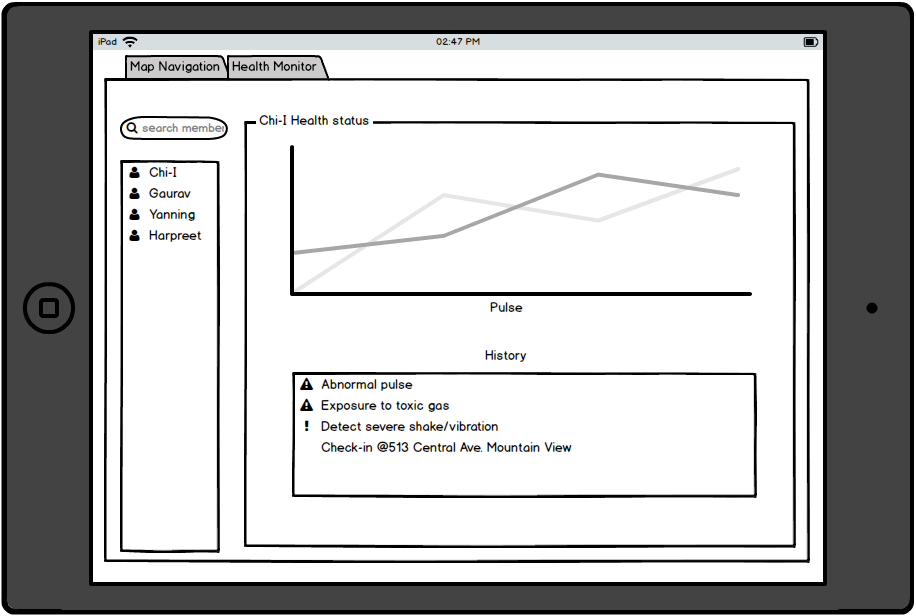 iPad 02:47 PM
Map Navigation Health Monitor
search member
Chi-I Health status
Chi-I
Gaurav
Yanning
Harpreet
Pulse
History
Abnormal pulse
Exposure to toxic gas
! Detect severe shake/vibration
Check-in @513 Central Ave. Mountain View